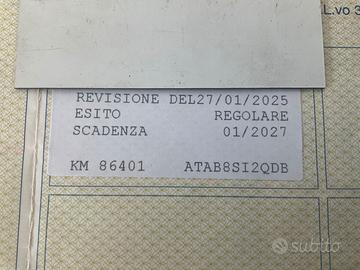 L.vo 3
REVISIONE DEL27/01/2025
ESITO REGOLARE
SCADENZA 01/2027
KM 86401 ATAB8SI2QDB
subito